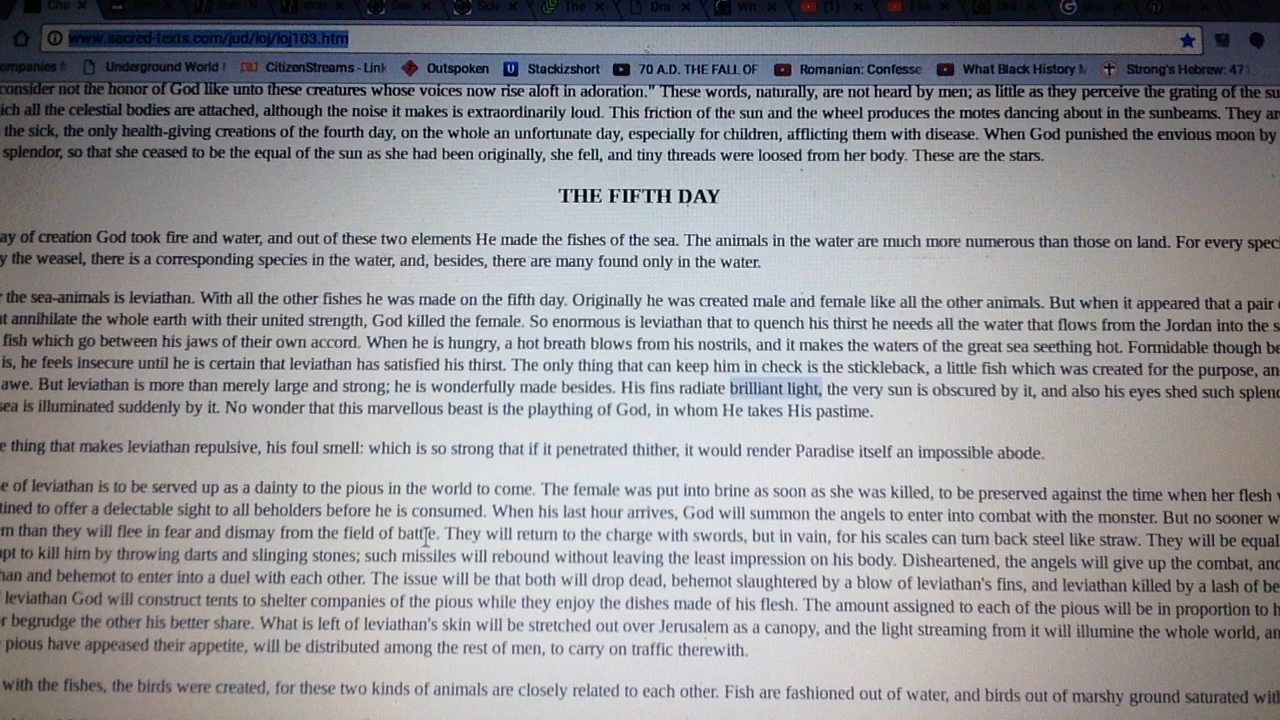 www.sacred-texts.com/jud/loj/loj103.htm
ompanies f Underground World CitizenStreams - Link Outspoken Stackizshort 70 A.D. THE FALL OF Romanian: Confesse What Black History M Strong's Hebrew: 471
consider not the honor of God like unto these creatures whose voices now rise aloft in adoration." These words, naturally, are not heard by men; as little as they perceive the grating of the su
ich all the celestial bodies are attached, although the noise it makes is extraordinarily loud. This friction of the sun and the wheel produces the motes dancing about in the sunbeams. They ar
the sick, the only health-giving creations of the fourth day, on the whole an unfortunate day, especially for children, afflicting them with disease. When God punished the envious moon by
splendor, so that she ceased to be the equal of the sun as she had been originally, she fell, and tiny threads were loosed from her body. These are the stars.
THE FIFTH DAY
ay of creation God took fire and water, and out of these two elements He made the fishes of the sea. The animals in the water are much more numerous than those on land. For every speci
y the weasel, there is a corresponding species in the water, and, besides, there are many found only in the water.
the sea-animals is leviathan. With all the other fishes he was made on the fifth day. Originally he was created male and female like all the other animals. But when it appeared that a pair
t annihilate the whole earth with their united strength, God killed the female. So enormous is leviathan that to quench his thirst he needs all the water that flows from the Jordan into the s
fish which go between his jaws of their own accord. When he is hungry, a hot breath blows from his nostrils, and it makes the waters of the great sea seething hot. Formidable though be
is, he feels insecure until he is certain that leviathan has satisfied his thirst. The only thing that can keep him in check is the stickleback, a little fish which was created for the purpose, an
awe. But leviathan is more than merely large and strong; he is wonderfully made besides. His fins radiate brilliant light, the very sun is obscured by it, and also his eyes shed such splend
sea is illuminated suddenly by it. No wonder that this marvellous beast is the plaything of God, in whom He takes His pastime.
e thing that makes leviathan repulsive, his foul smell: which is so strong that if it penetrated thither, it would render Paradise itself an impossible abode.
e of leviathan is to be served up as a dainty to the pious in the world to come. The female was put into brine as soon as she was killed, to be preserved against the time when her flesh
tined to offer a delectable sight to all beholders before he is consumed. When his last hour arrives, God will summon the angels to enter into combat with the monster. But no sooner w
m than they will flee in fear and dismay from the field of battle. They will return to the charge with swords, but in vain, for his scales can turn back steel like straw. They will be equal
pt to kill him by throwing darts and slinging stones; such missiles will rebound without leaving the least impression on his body. Disheartened, the angels will give up the combat, and
han and behemot to enter into a duel with each other. The issue will be that both will drop dead, behemot slaughtered by a blow of leviathan's fins, and leviathan killed by a lash of be
leviathan God will construct tents to shelter companies of the pious while they enjoy the dishes made of his flesh. The amount assigned to each of the pious will be in proportion to h
r begrudge the other his better share. What is left of leviathan's skin will be stretched out over Jerusalem as a canopy, and the light streaming from it will illumine the whole world, an
pious have appeased their appetite, will be distributed among the rest of men, to carry on traffic therewith.
with the fishes, the birds were created, for these two kinds of animals are closely related to each other. Fish are fashioned out of water, and birds out of marshy ground saturated wit